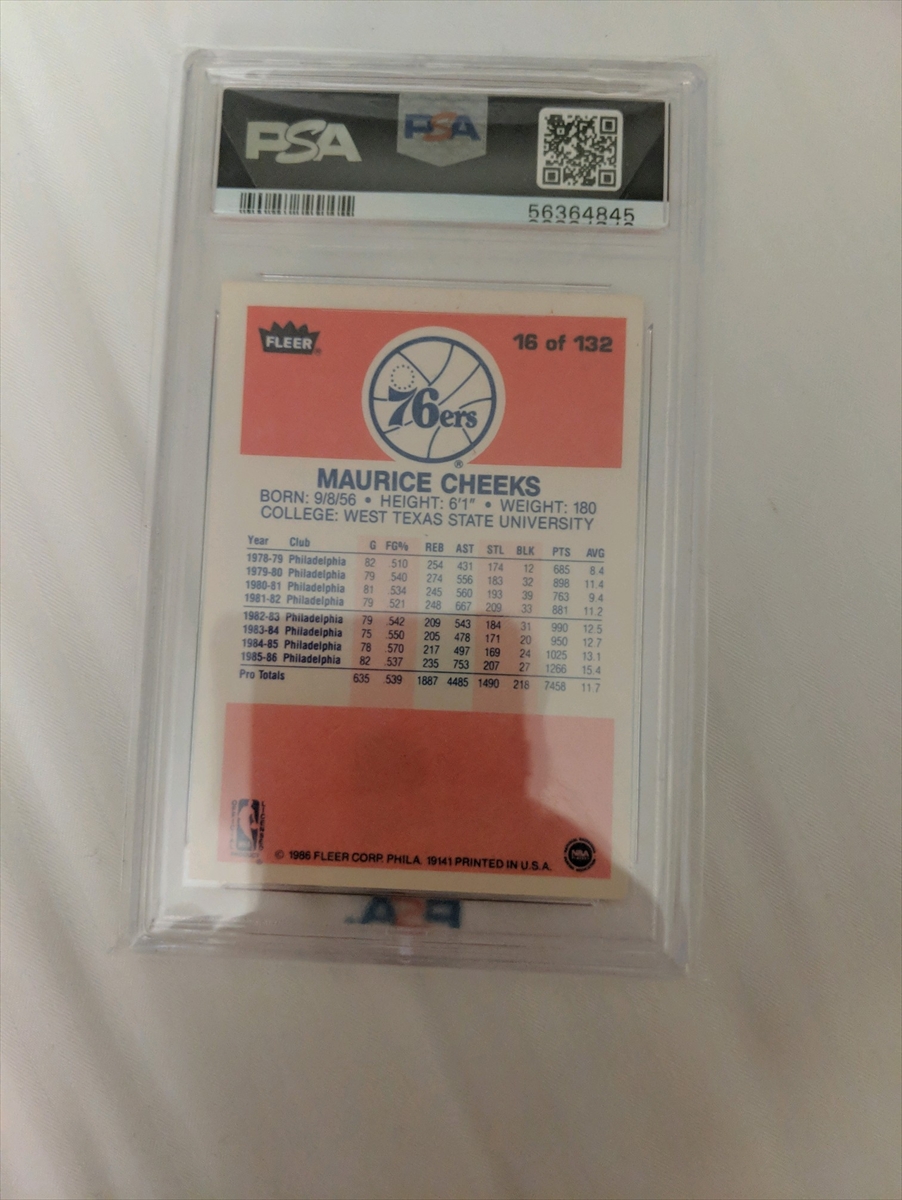 PSA PSA
56364845
FLEER® 16 of 132
76ers
®
MAURICE CHEEKS
BORN: 9/8/56 • HEIGHT: 6'1" • WEIGHT: 180
COLLEGE: WEST TEXAS STATE UNIVERSITY
Year Club G FG% REB AST STL BLK PTS AVG
1978-79 Philadelphia 82 .510 254 431 174 12 685 8.4
1979-80 Philadelphia 79 .540 274 556 183 32 898 11.4
1980-81 Philadelphia 81 .534 245 560 193 39 763 9.4
1981-82 Philadelphia 79 .521 248 667 209 33 881 11.2
1982-83 Philadelphia 79 .542 209 543 184 31 990 12.5
1983-84 Philadelphia 75 .550 205 478 171 20 950 12.7
1984-85 Philadelphia 78 .570 217 497 169 24 1025 13.1
1985-86 Philadelphia 82 .537 235 753 207 27 1266 15.4
Pro Totals 635 .539 1887 4485 1490 218 7458 11.7
© 1986 FLEER CORP. PHILA. 19141 PRINTED IN U.S.A.
PSA